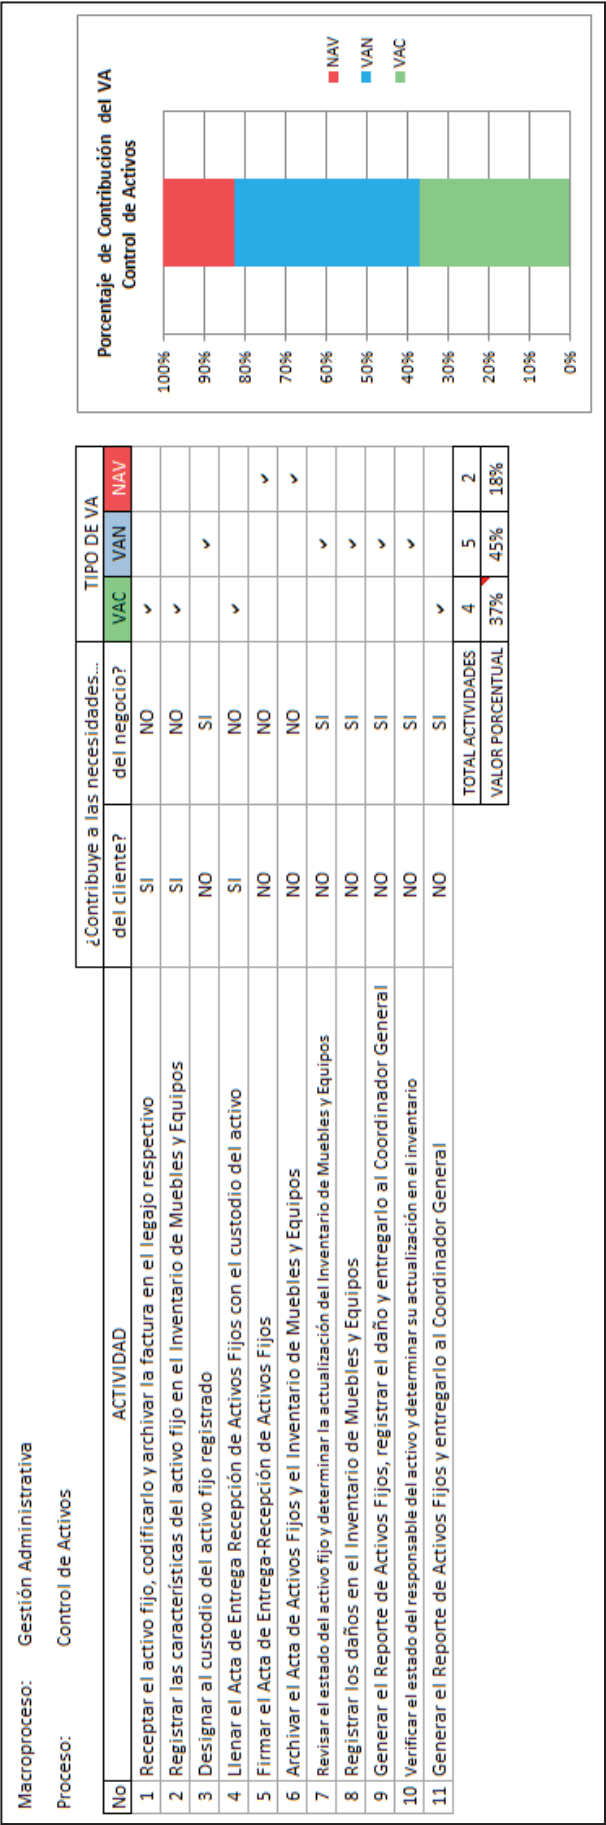 Macroproceso: Gestión Administrativa
Proceso: Control de Activos
¿Contribuye a las necesidades... TIPO DE VA
No ACTIVIDAD del cliente? del negocio? VAC VAN NAV
1 Receptar el activo fijo, codificarlo y archivar la factura en el legajo respectivo SI NO ✓
2 Registrar las características del activo fijo en el Inventario de Muebles y Equipos SI NO ✓
3 Designar al custodio del activo fijo registrado NO SI ✓
4 Llenar el Acta de Entrega Recepción de Activos Fijos con el custodio del activo SI NO ✓
5 Firmar el Acta de Entrega-Recepción de Activos Fijos NO NO ✓
6 Archivar el Acta de Activos Fijos y el Inventario de Muebles y Equipos NO NO ✓
7 Revisar el estado del activo fijo y determinar la actualización del Inventario de Muebles y Equipos NO SI ✓
8 Registrar los daños en el Inventario de Muebles y Equipos NO SI ✓
9 Generar el Reporte de Activos Fijos, registrar el daño y entregarlo al Coordinador General NO SI ✓
10 Verificar el estado del responsable del activo y determinar su actualización en el inventario NO SI ✓
11 Generar el Reporte de Activos Fijos y entregarlo al Coordinador General NO SI ✓
TOTAL ACTIVIDADES 4 5 2
VALOR PORCENTUAL 37% 45% 18%
Porcentaje de Contribución del VA
Control de Activos
100%
90%
80%
70%
60%
50%
40%
30%
20%
10%
0%
NAV
VAN
VAC